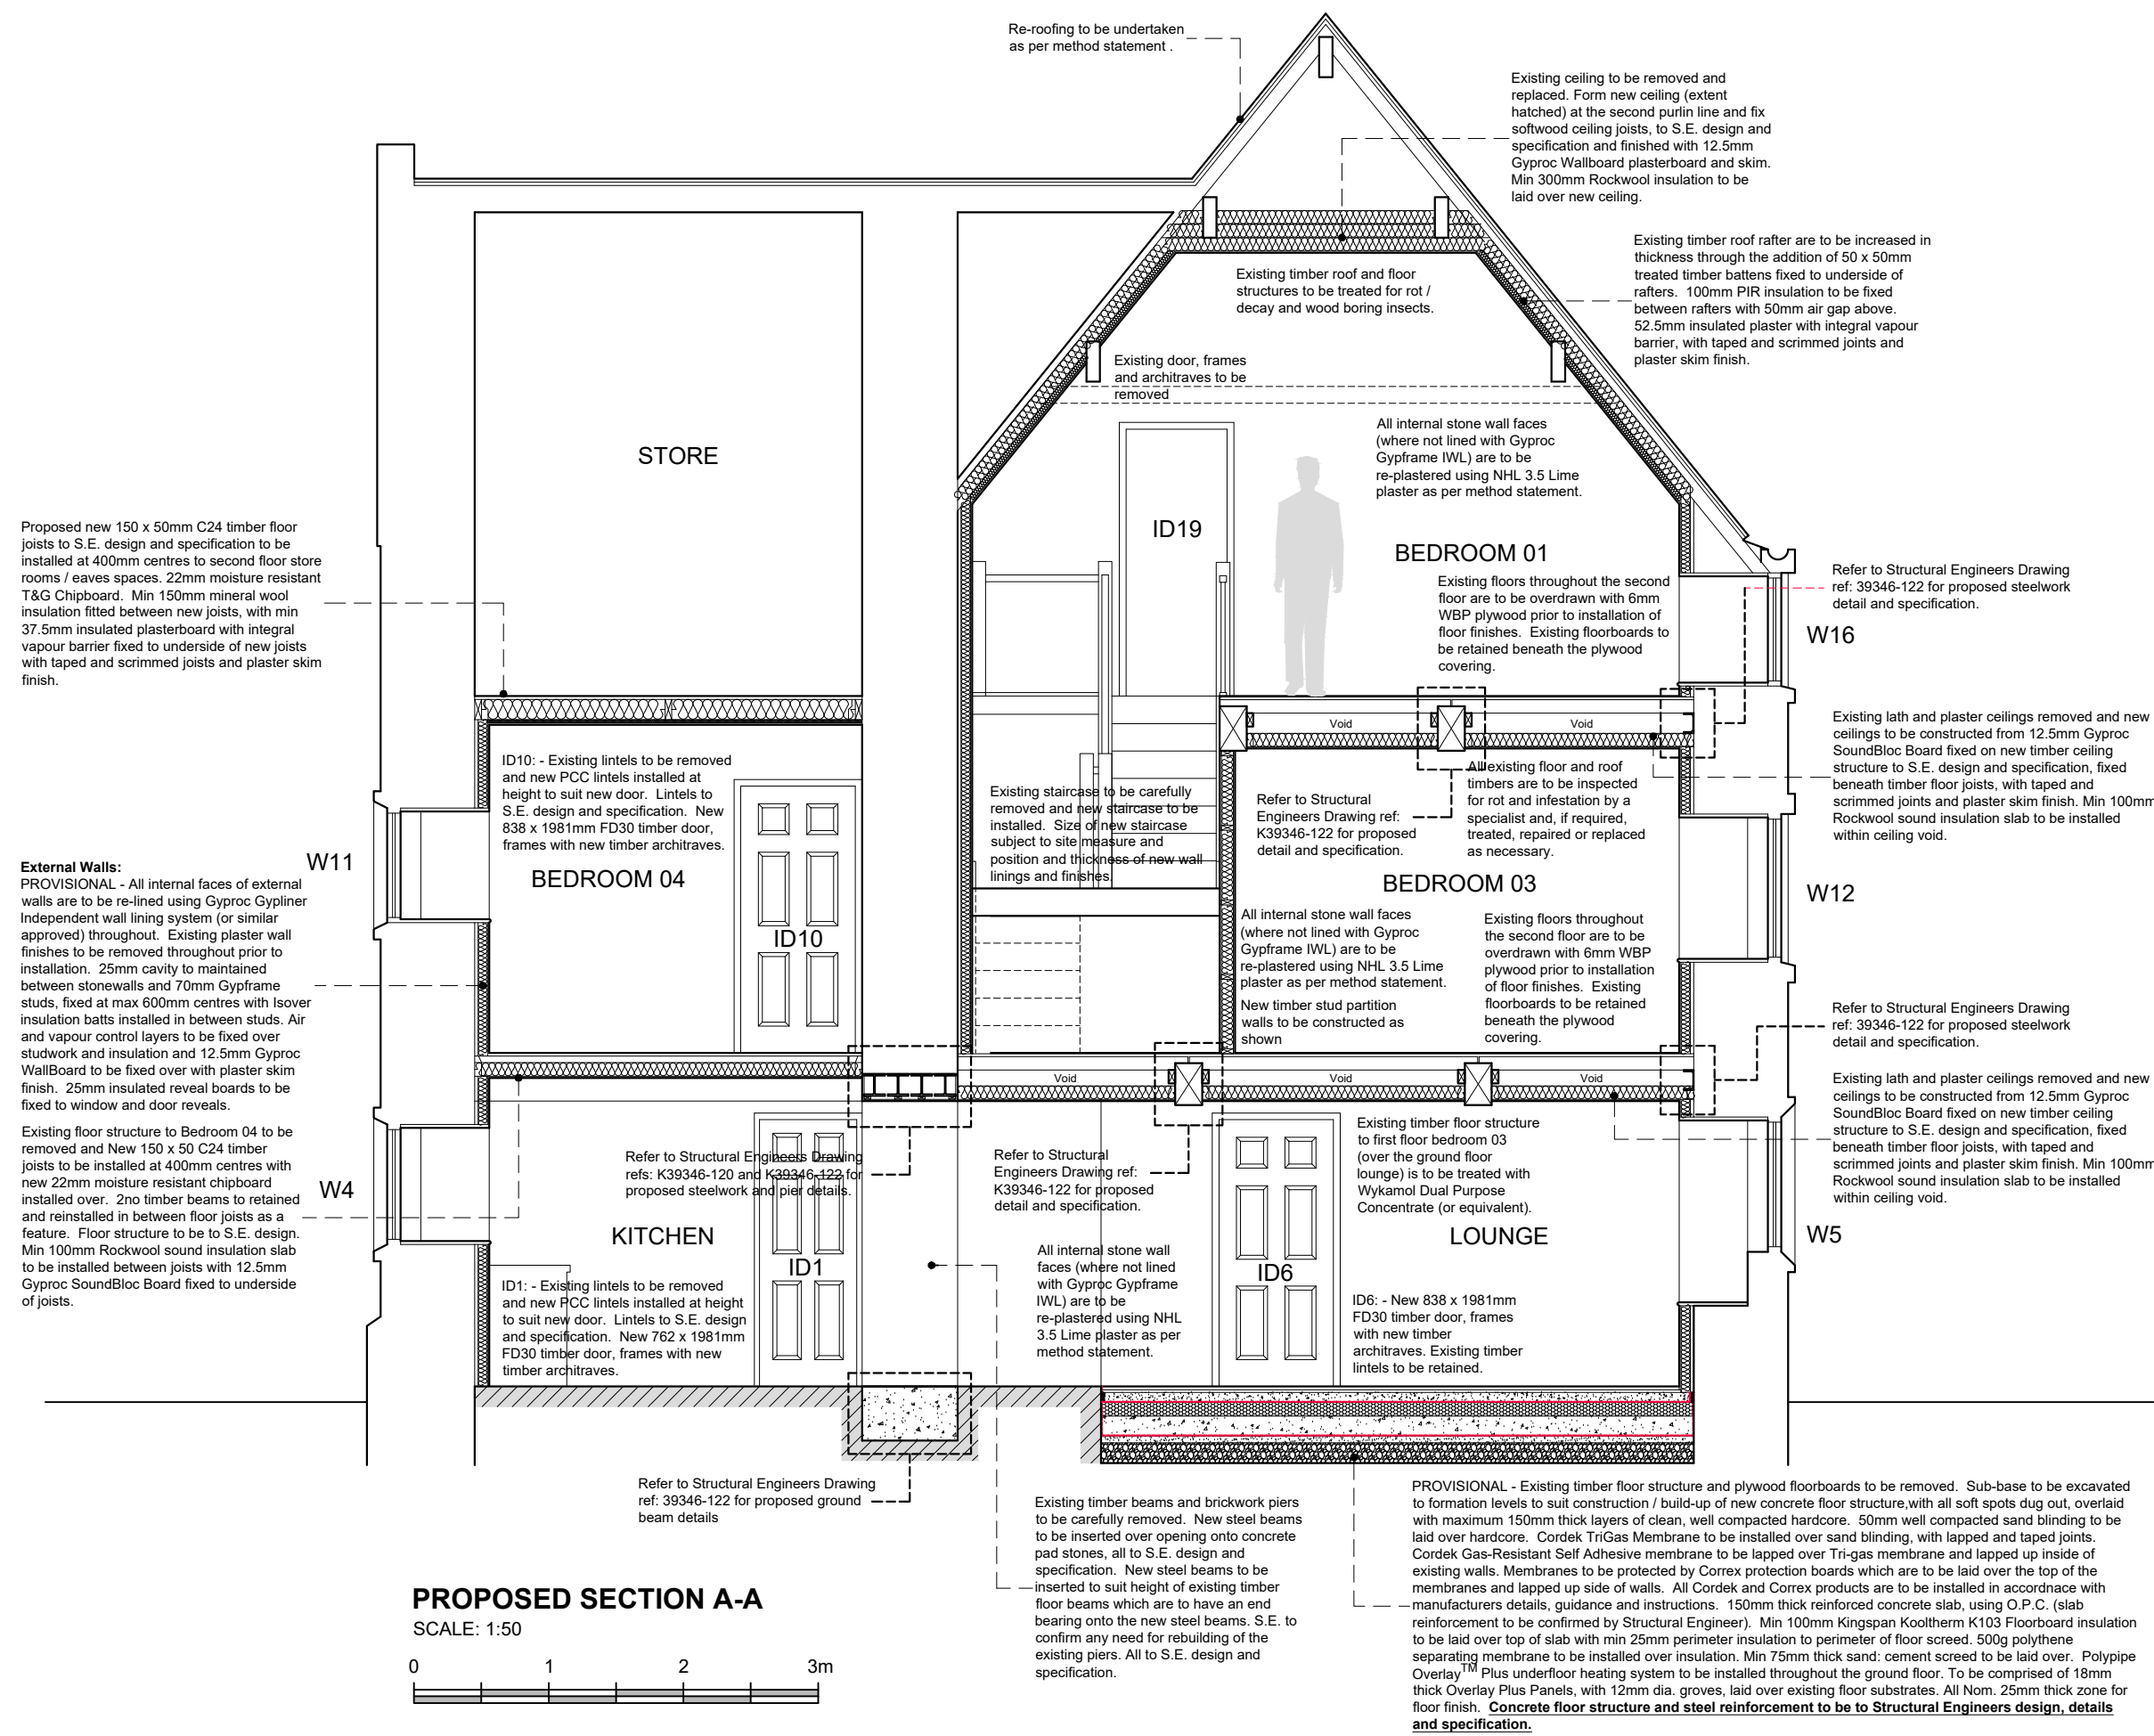 Re-roofing to be undertaken
as per method statement .
Existing ceiling to be removed and
replaced. Form new ceiling (extent
hatched) at the second purlin line and fix
softwood ceiling joists, to S.E. design and
specification and finished with 12.5mm
Gyproc Wallboard plasterboard and skim.
Min 300mm Rockwool insulation to be
laid over new ceiling.
Existing timber roof rafter are to be increased in
thickness through the addition of 50 x 50mm
treated timber battens fixed to underside of
rafters. 100mm PIR insulation to be fixed
between rafters with 50mm air gap above.
52.5mm insulated plaster with integral vapour
barrier, with taped and scrimmed joints and
plaster skim finish.
Existing timber roof and floor
structures to be treated for rot /
decay and wood boring insects.
Existing door, frames
and architraves to be
removed
All internal stone wall faces
(where not lined with Gyproc
Gypframe IWL) are to be
re-plastered using NHL 3.5 Lime
plaster as per method statement.
STORE
ID19
BEDROOM 01
Existing floors throughout the second
floor are to be overdrawn with 6mm
WBP plywood prior to installation of
floor finishes. Existing floorboards to
be retained beneath the plywood
covering.
Proposed new 150 x 50mm C24 timber floor
joists to S.E. design and specification to be
installed at 400mm centres to second floor store
rooms / eaves spaces. 22mm moisture resistant
T&G Chipboard. Min 150mm mineral wool
insulation fitted between new joists, with min
37.5mm insulated plasterboard with integral
vapour barrier fixed to underside of new joists
with taped and scrimmed joists and plaster skim
finish.
Refer to Structural Engineers Drawing
ref: 39346-122 for proposed steelwork
detail and specification.
W16
Void
Void
Existing lath and plaster ceilings removed and new
ceilings to be constructed from 12.5mm Gyproc
SoundBloc Board fixed on new timber ceiling
structure to S.E. design and specification, fixed
beneath timber floor joists, with taped and
scrimmed joints and plaster skim finish. Min 100mm
Rockwool sound insulation slab to be installed
within ceiling void.
ID10: - Existing lintels to be removed
and new PCC lintels installed at
height to suit new door. Lintels to
S.E. design and specification. New
838 x 1981mm FD30 timber door,
frames with new timber architraves.
Existing staircase to be carefully
removed and new staircase to be
installed. Size of new staircase
subject to site measure and
position and thickness of new wall
linings and finishes.
Refer to Structural
Engineers Drawing ref:
K39346-122 for proposed
detail and specification.
All existing floor and roof
timbers are to be inspected
for rot and infestation by a
specialist and, if required,
treated, repaired or replaced
as necessary.
W11
BEDROOM 04
BEDROOM 03
W12
External Walls:
PROVISIONAL - All internal faces of external
walls are to be re-lined using Gyproc Gypliner
Independent wall lining system (or similar
approved) throughout. Existing plaster wall
finishes to be removed throughout prior to
installation. 25mm cavity to maintained
between stonewalls and 70mm Gypframe
studs, fixed at max 600mm centres with Isover
insulation batts installed in between studs. Air
and vapour control layers to be fixed over
studwork and insulation and 12.5mm Gyproc
WallBoard to be fixed over with plaster skim
finish. 25mm insulated reveal boards to be
fixed to window and door reveals.
ID10
All internal stone wall faces
(where not lined with Gyproc
Gypframe IWL) are to be
re-plastered using NHL 3.5 Lime
plaster as per method statement.
New timber stud partition
walls to be constructed as
shown
Existing floors throughout
the second floor are to be
overdrawn with 6mm WBP
plywood prior to installation
of floor finishes. Existing
floorboards to be retained
beneath the plywood
covering.
Refer to Structural Engineers Drawing
ref: 39346-122 for proposed steelwork
detail and specification.
Void
Void
Void
Existing lath and plaster ceilings removed and new
ceilings to be constructed from 12.5mm Gyproc
SoundBloc Board fixed on new timber ceiling
structure to S.E. design and specification, fixed
beneath timber floor joists, with taped and
scrimmed joints and plaster skim finish. Min 100mm
Rockwool sound insulation slab to be installed
within ceiling void.
Existing floor structure to Bedroom 04 to be
removed and New 150 x 50 C24 timber
joists to be installed at 400mm centres with
new 22mm moisture resistant chipboard
installed over. 2no timber beams to retained
and reinstalled in between floor joists as a
feature. Floor structure to be to S.E. design.
Min 100mm Rockwool sound insulation slab
to be installed between joists with 12.5mm
Gyproc SoundBloc Board fixed to underside
of joists.
W4
Refer to Structural Engineers Drawing
refs: K39346-120 and K39346-122 for
proposed steelwork and pier details.
Refer to Structural
Engineers Drawing ref:
K39346-122 for proposed
detail and specification.
Existing timber floor structure
to first floor bedroom 03
(over the ground floor
lounge) is to be treated with
Wykamol Dual Purpose
Concentrate (or equivalent).
KITCHEN
LOUNGE
W5
ID1
ID6
ID1: - Existing lintels to be removed
and new PCC lintels installed at height
to suit new door. Lintels to S.E. design
and specification. New 762 x 1981mm
FD30 timber door, frames with new
timber architraves.
All internal stone wall
faces (where not lined
with Gyproc Gypframe
IWL) are to be
re-plastered using NHL
3.5 Lime plaster as per
method statement.
ID6: - New 838 x 1981mm
FD30 timber door, frames
with new timber
architraves. Existing timber
lintels to be retained.
Refer to Structural Engineers Drawing
ref: 39346-122 for proposed ground
beam details
Existing timber beams and brickwork piers
to be carefully removed. New steel beams
to be inserted over opening onto concrete
pad stones, all to S.E. design and
specification. New steel beams to be
inserted to suit height of existing timber
floor beams which are to have an end
bearing onto the new steel beams. S.E. to
confirm any need for rebuilding of the
existing piers. All to S.E. design and
specification.
PROVISIONAL - Existing timber floor structure and plywood floorboards to be removed. Sub-base to be excavated
to formation levels to suit construction / build-up of new concrete floor structure,with all soft spots dug out, overlaid
with maximum 150mm thick layers of clean, well compacted hardcore. 50mm well compacted sand blinding to be
laid over hardcore. Cordek TriGas Membrane to be installed over sand blinding, with lapped and taped joints.
Cordek Gas-Resistant Self Adhesive membrane to be lapped over Tri-gas membrane and lapped up inside of
existing walls. Membranes to be protected by Correx protection boards which are to be laid over the top of the
membranes and lapped up side of walls. All Cordek and Correx products are to be installed in accordnace with
manufacturers details, guidance and instructions. 150mm thick reinforced concrete slab, using O.P.C. (slab
reinforcement to be confirmed by Structural Engineer). Min 100mm Kingspan Kooltherm K103 Floorboard insulation
to be laid over top of slab with min 25mm perimeter insulation to perimeter of floor screed. 500g polythene
separating membrane to be installed over insulation. Min 75mm thick sand: cement screed to be laid over. Polypipe
Overlay™ Plus underfloor heating system to be installed throughout the ground floor. To be comprised of 18mm
thick Overlay Plus Panels, with 12mm dia. groves, laid over existing floor substrates. All Nom. 25mm thick zone for
floor finish. Concrete floor structure and steel reinforcement to be to Structural Engineers design, details
and specification.
PROPOSED SECTION A-A
SCALE: 1:50
0 1 2 3m